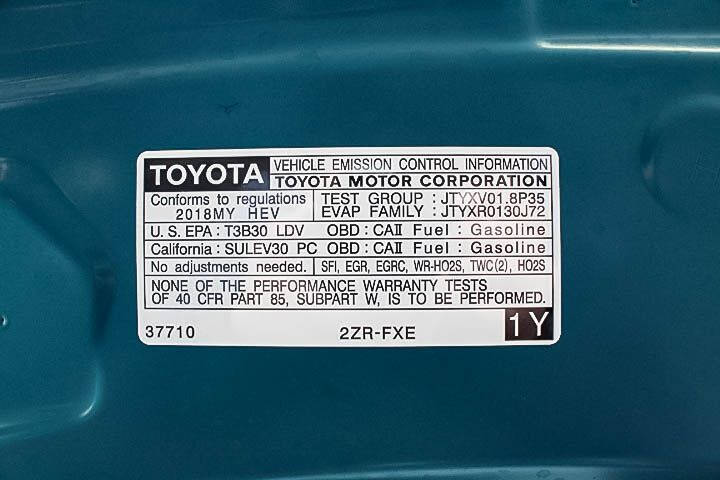 TOYOTA VEHICLE EMISSION CONTROL INFORMATION
TOYOTA MOTOR CORPORATION
Conforms to regulations TEST GROUP : JTYXV01.8P35
2018MY HEV EVAP FAMILY : JTYXR0130J72
U.S. EPA : T3B30 LDV OBD : CAII Fuel : Gasoline
California : SULEV30 PC OBD : CAII Fuel : Gasoline
No adjustments needed. SFI, EGR, EGRC, WR-HO2S, TWC(2), HO2S
NONE OF THE PERFORMANCE WARRANTY TESTS
OF 40 CFR PART 85, SUBPART W, IS TO BE PERFORMED.
37710 2ZR-FXE 1Y